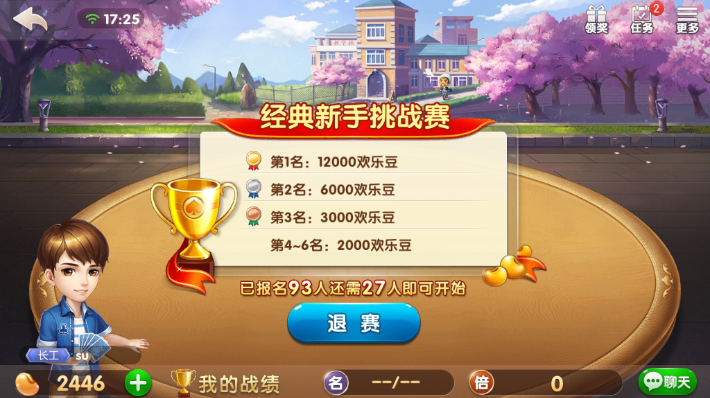 17:25
领奖
任务
2
更多
经典新手挑战赛
第1名：12000欢乐豆
第2名：6000欢乐豆
第3名：3000欢乐豆
第4~6名：2000欢乐豆
已报名93人还需27人即可开始
退 赛
长工 su
2446
我的战绩
名 --/--
倍 0
聊天